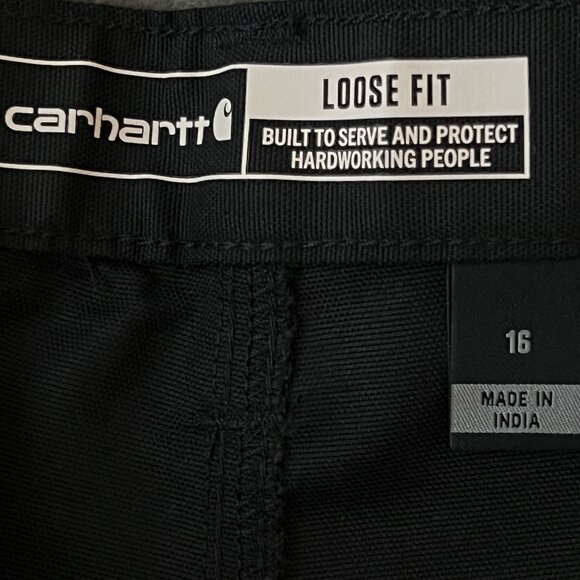 carhartt
LOOSE FIT
BUILT TO SERVE AND PROTECT
HARDWORKING PEOPLE
16
MADE IN
INDIA